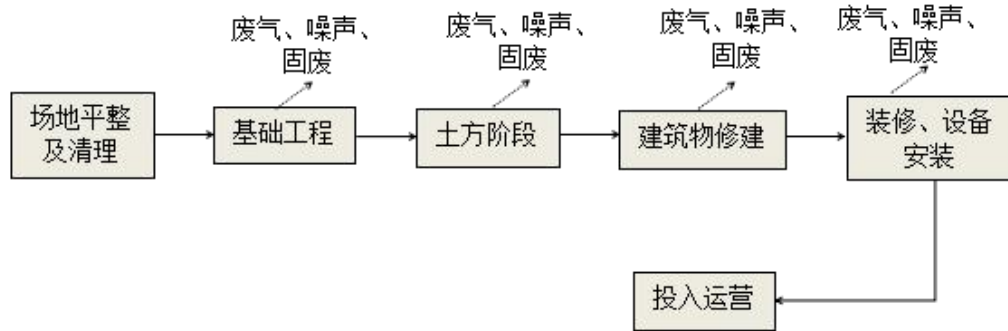 废气、噪声、
固废
废气、噪声、
固废
废气、噪声、
固废
废气、噪声、
固废
场地平整
及清理
基础工程
土方阶段
建筑物修建
装修、设备
安装
投入运营